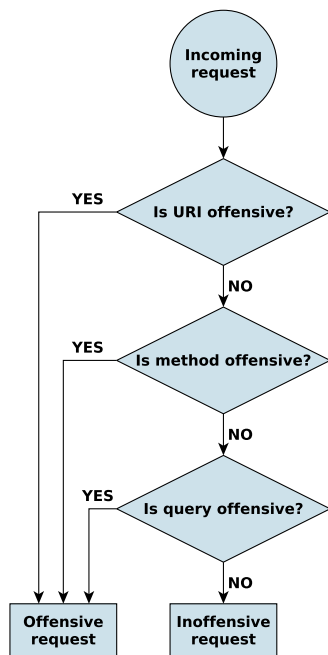 Incoming
request
YES
Is URI offensive?
NO
YES
Is method offensive?
NO
YES
Is query offensive?
NO
Offensive
request
Inoffensive
request